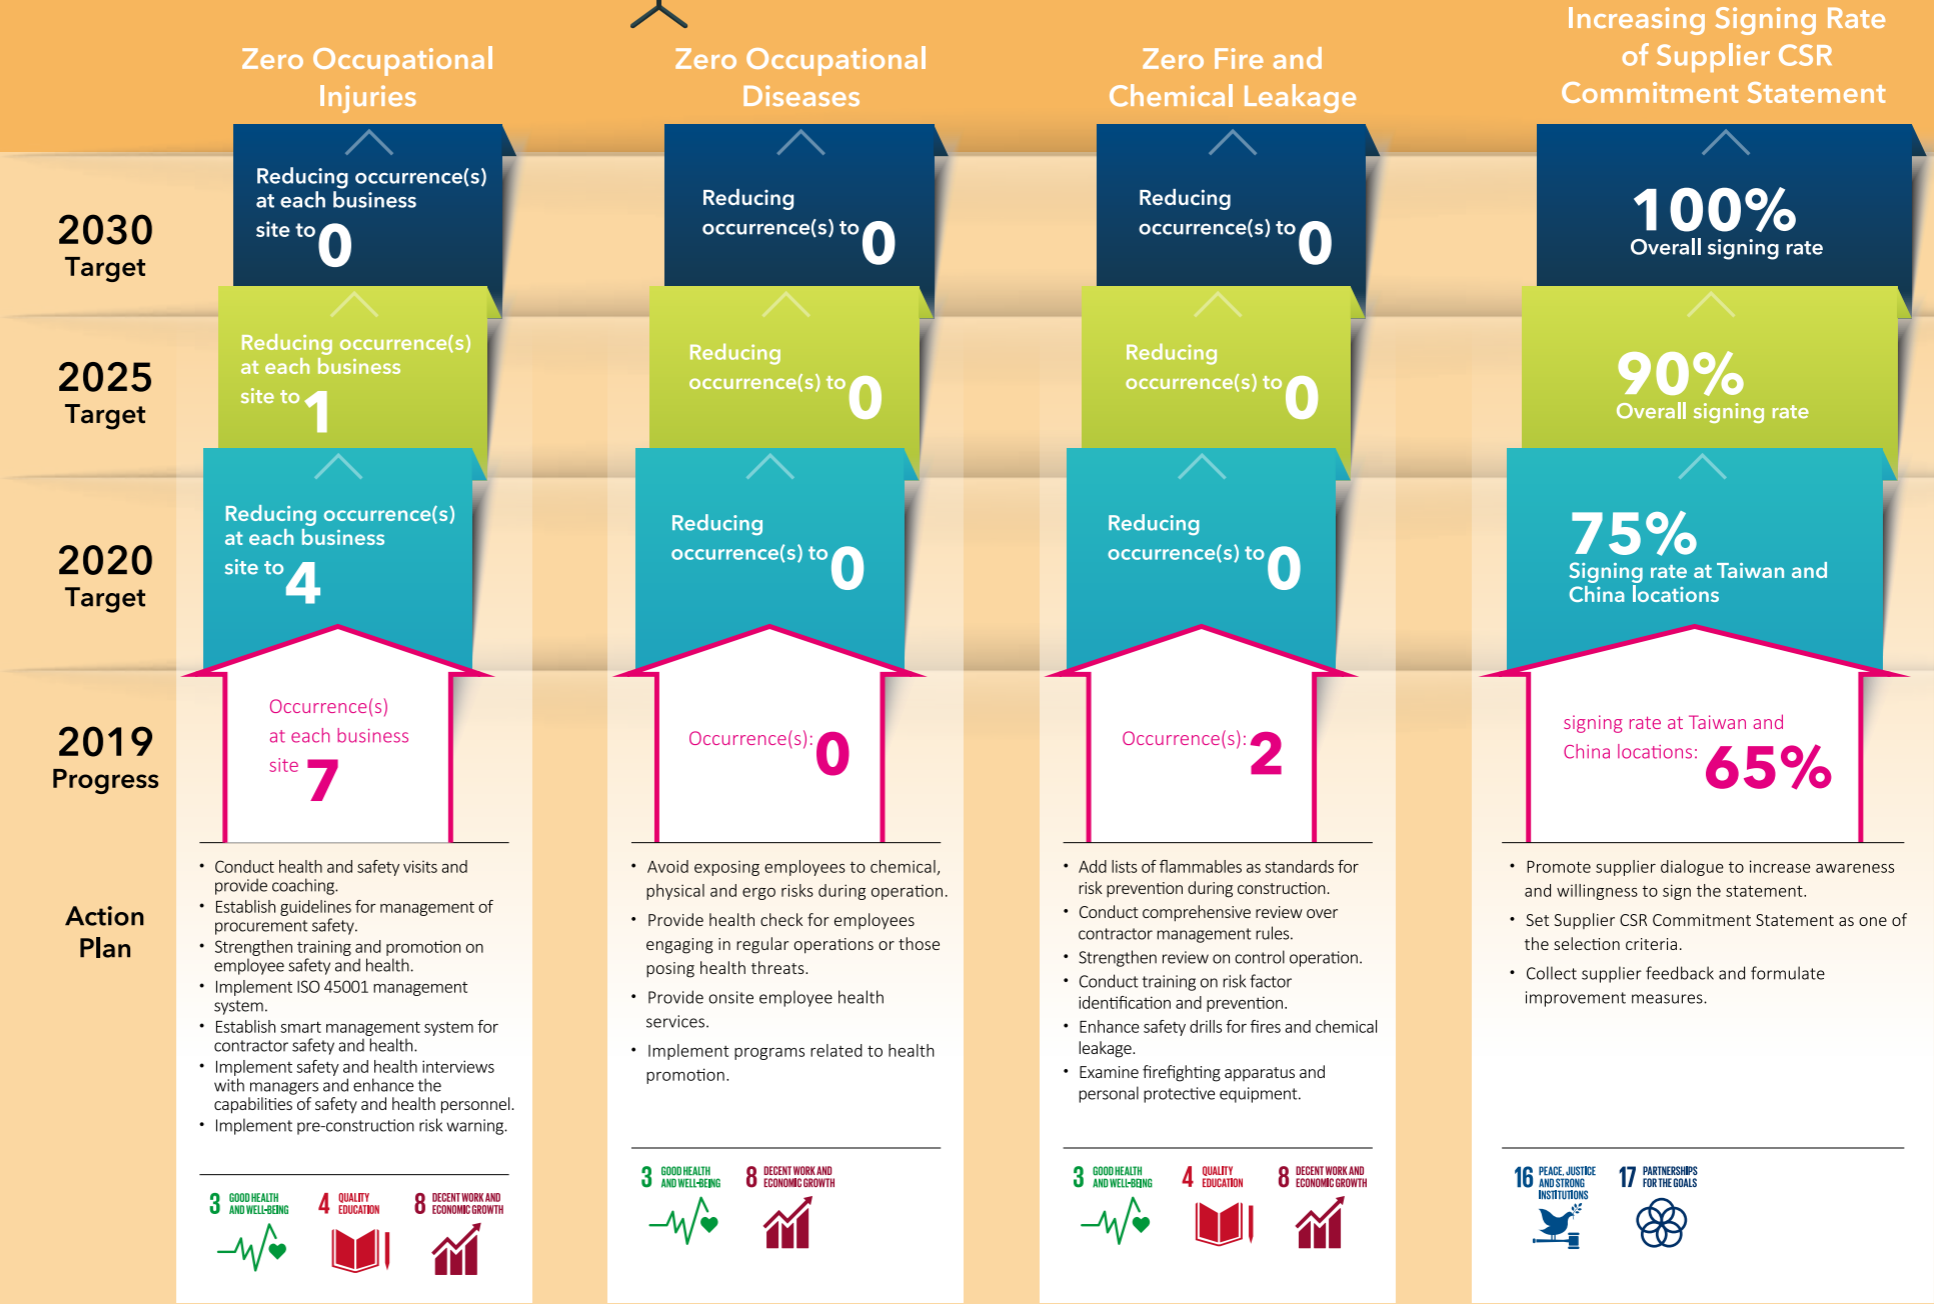 Zero Occupational
Injuries
Zero Occupational
Diseases
Zero Fire and
Chemical Leakage
Increasing Signing Rate
of Supplier CSR
Commitment Statement
2030
Target
Reducing occurrence(s)
at each business
site to 0
Reducing
occurrence(s) to 0
Reducing
occurrence(s) to 0
100%
Overall signing rate
2025
Target
Reducing occurrence(s)
at each business
site to 1
Reducing
occurrence(s) to 0
Reducing
occurrence(s) to 0
90%
Overall signing rate
2020
Target
Reducing occurrence(s)
at each business
site to 4
Reducing
occurrence(s) to 0
Reducing
occurrence(s) to 0
75%
Signing rate at Taiwan and
China locations
2019
Progress
Occurrence(s)
at each business
site 7
Occurrence(s): 0
Occurrence(s): 2
signing rate at Taiwan and
China locations: 65%
Action
Plan
• Conduct health and safety visits and
provide coaching.
• Establish guidelines for management of
procurement safety.
• Strengthen training and promotion on
employee safety and health.
• Implement ISO 45001 management
system.
• Establish smart management system for
contractor safety and health.
• Implement safety and health interviews
with managers and enhance the
capabilities of safety and health personnel.
• Implement pre-construction risk warning.
3 GOOD HEALTH
AND WELL-BEING
4 QUALITY
EDUCATION
8 DECENT WORK AND
ECONOMIC GROWTH
• Avoid exposing employees to chemical,
physical and ergo risks during operation.
• Provide health check for employees
engaging in regular operations or those
posing health threats.
• Provide onsite employee health
services.
• Implement programs related to health
promotion.
3 GOOD HEALTH
AND WELL-BEING
8 DECENT WORK AND
ECONOMIC GROWTH
• Add lists of flammables as standards for
risk prevention during construction.
• Conduct comprehensive review over
contractor management rules.
• Strengthen review on control operation.
• Conduct training on risk factor
identification and prevention.
• Enhance safety drills for fires and chemical
leakage.
• Examine firefighting apparatus and
personal protective equipment.
3 GOOD HEALTH
AND WELL-BEING
4 QUALITY
EDUCATION
8 DECENT WORK AND
ECONOMIC GROWTH
• Promote supplier dialogue to increase awareness
and willingness to sign the statement.
• Set Supplier CSR Commitment Statement as one of
the selection criteria.
• Collect supplier feedback and formulate
improvement measures.
16 PEACE, JUSTICE
AND STRONG
INSTITUTIONS
17 PARTNERSHIPS
FOR THE GOALS